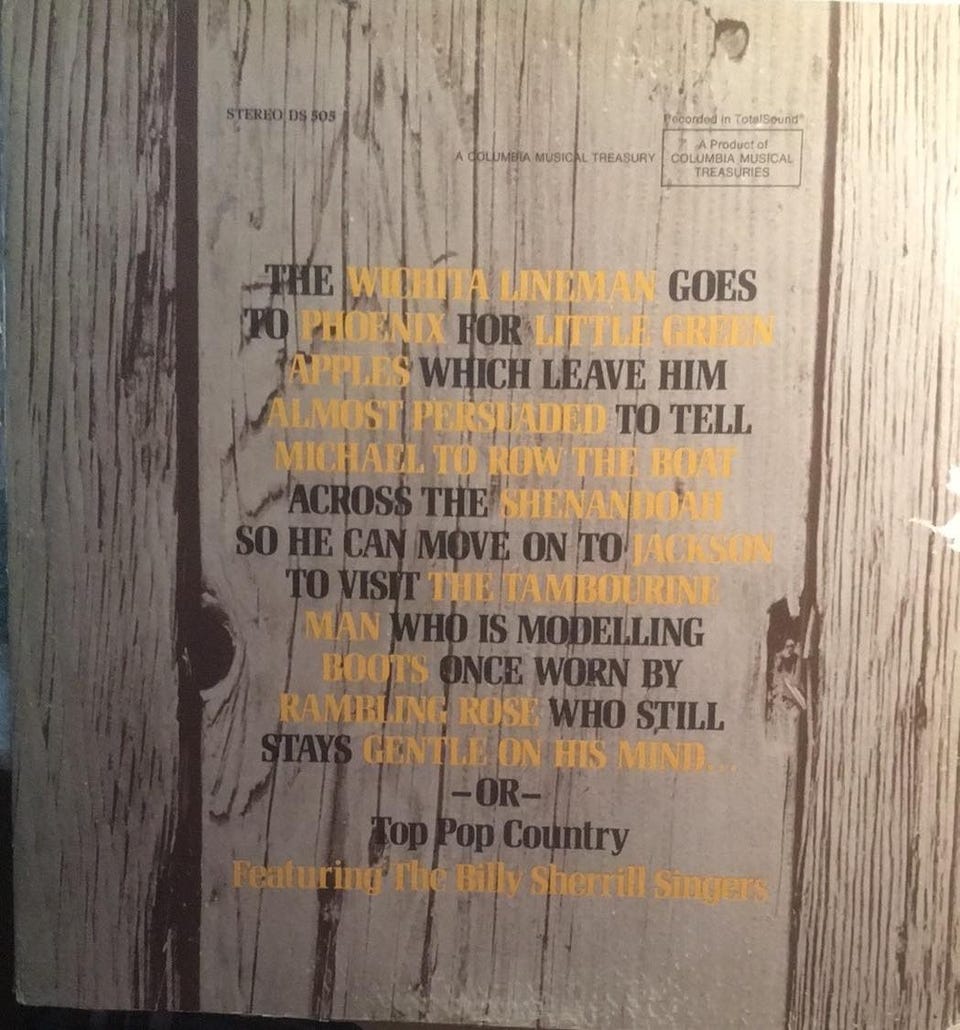 STEREO DS 505
Recorded in TotalSound®
A COLUMBIA MUSICAL TREASURY
A Product of
COLUMBIA MUSICAL
TREASURIES
THE WICHITA LINEMAN GOES
TO PHOENIX FOR LITTLE GREEN
APPLES WHICH LEAVE HIM
ALMOST PERSUADED TO TELL
MICHAEL TO ROW THE BOAT
ACROSS THE SHENANDOAH
SO HE CAN MOVE ON TO JACKSON
TO VISIT THE TAMBOURINE
MAN WHO IS MODELLING
BOOTS ONCE WORN BY
RAMBLING ROSE WHO STILL
STAYS GENTLE ON HIS MIND...
–OR–
Top Pop Country
Featuring The Billy Sherrill Singers